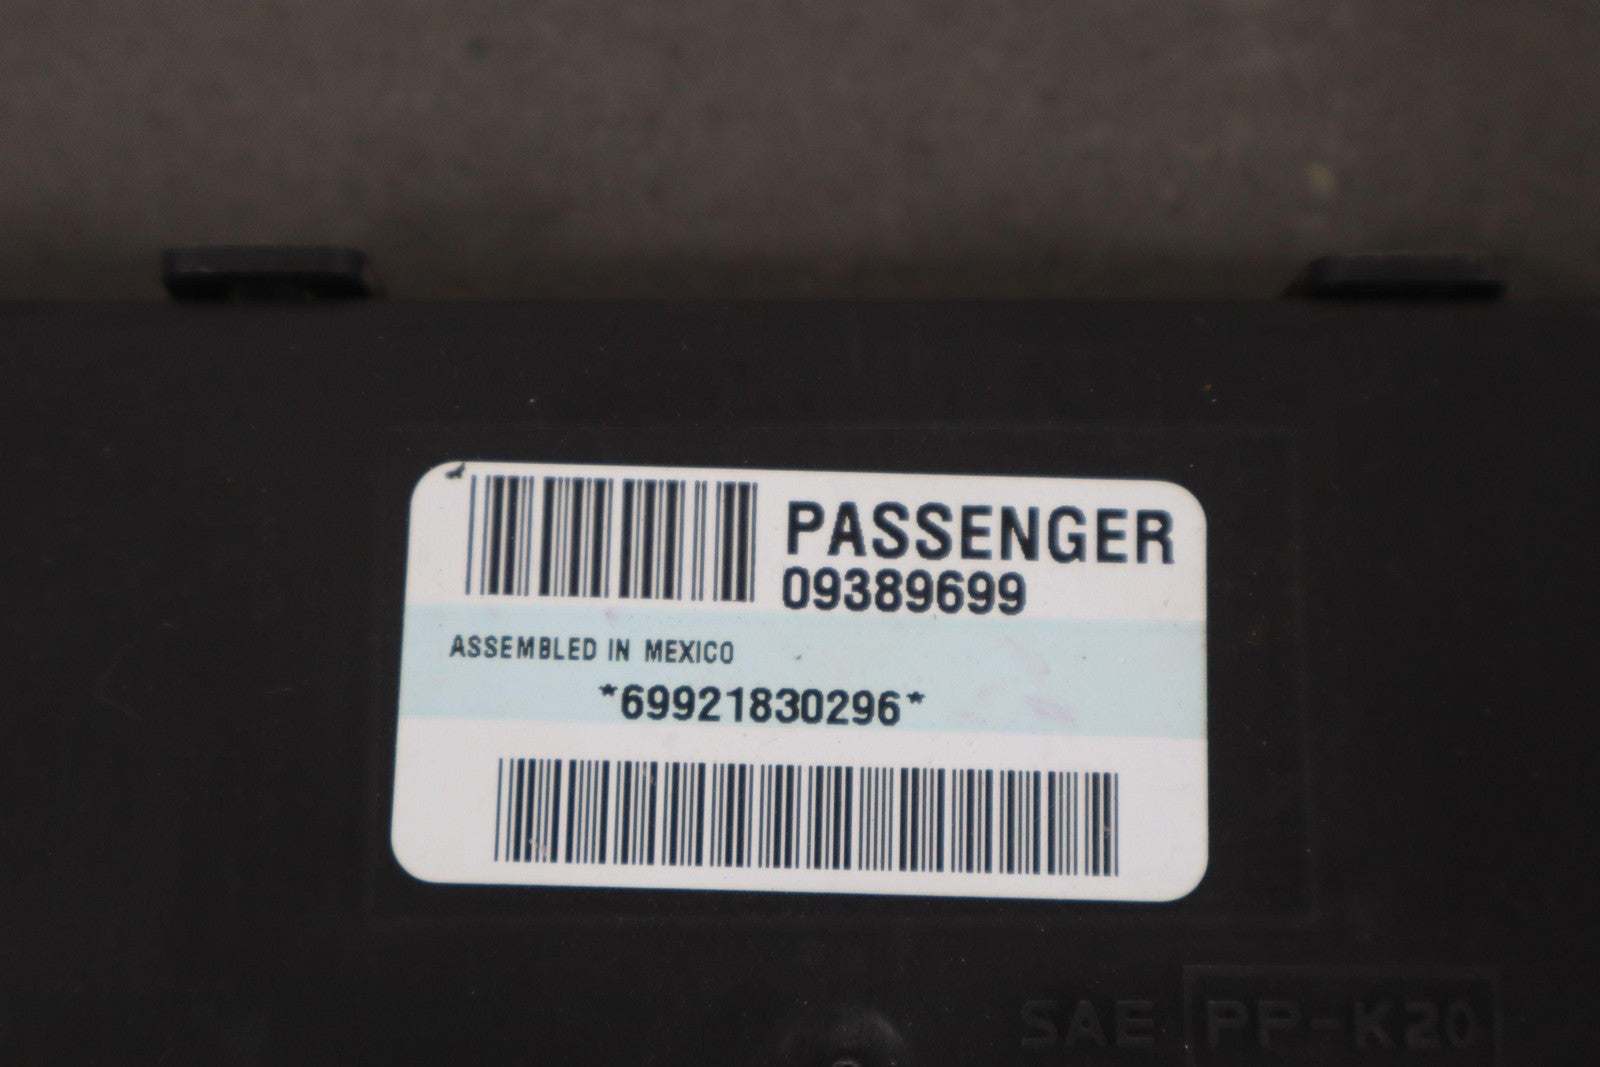 PASSENGER
09389699
ASSEMBLED IN MEXICO
*69921830296*
SAE PP-K20